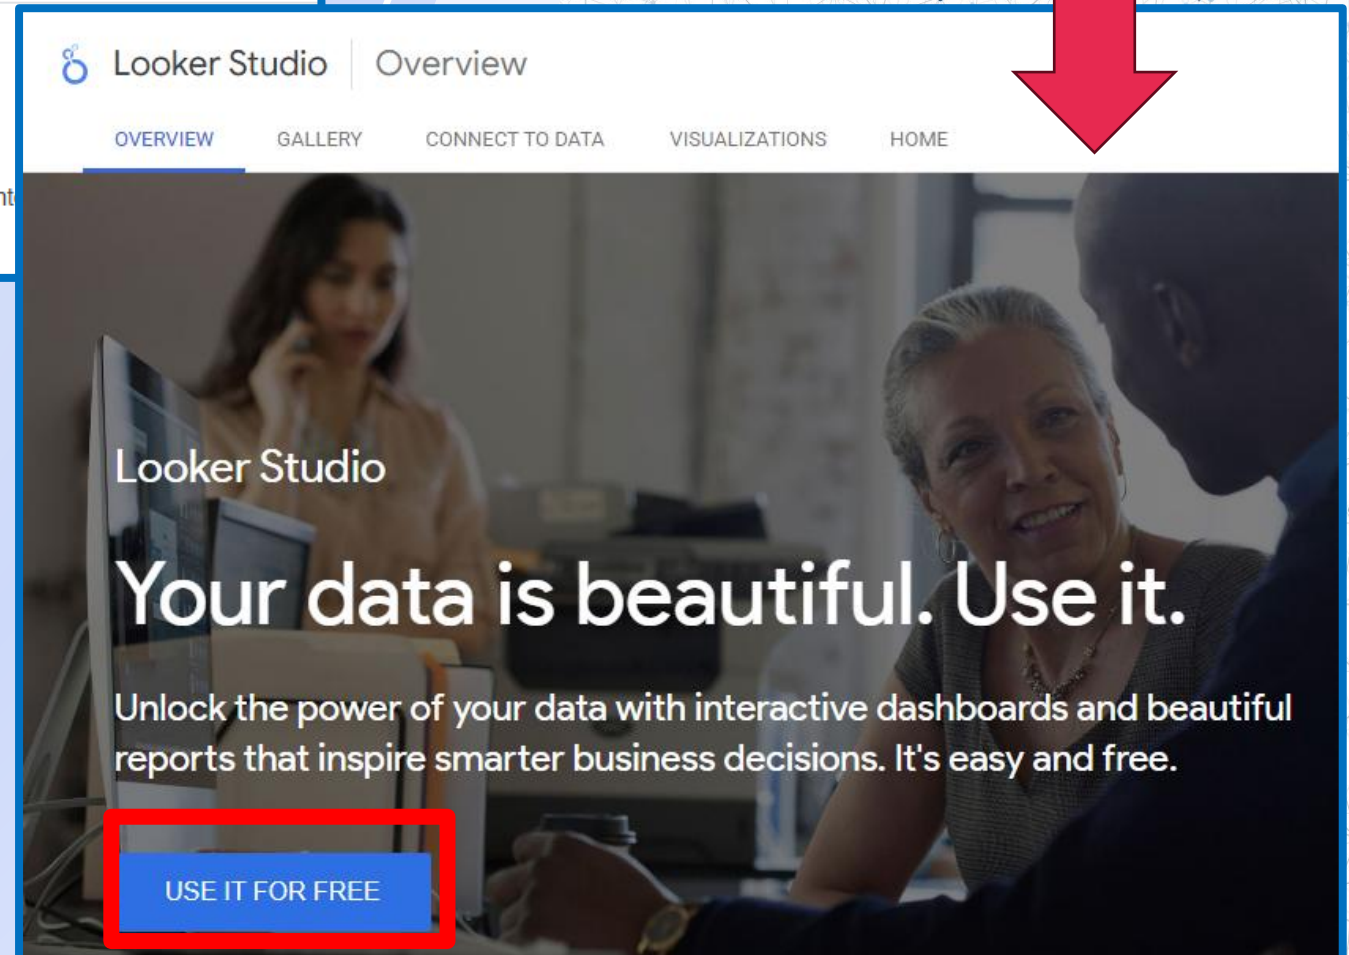 Looker Studio Overview
OVERVIEW GALLERY CONNECT TO DATA VISUALIZATIONS HOME
Looker Studio
Your data is beautiful. Use it.
Unlock the power of your data with interactive dashboards and beautiful
reports that inspire smarter business decisions. It's easy and free.
USE IT FOR FREE